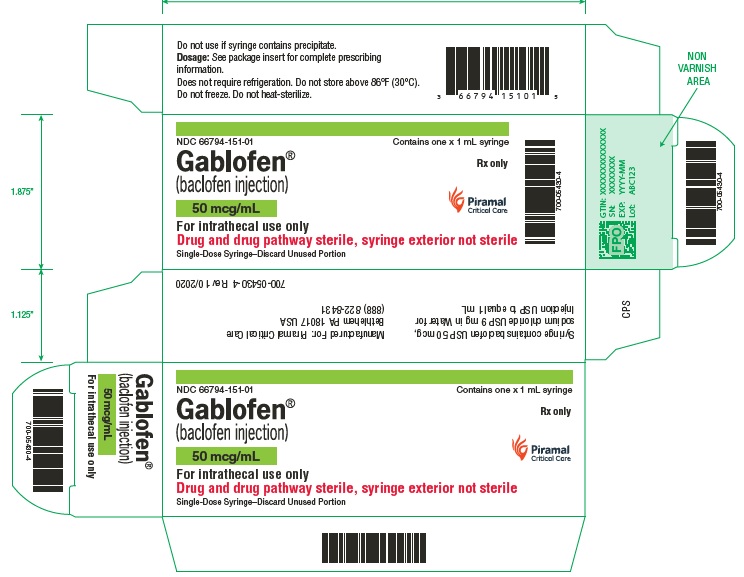 Do not use if syringe contains precipitate.
Dosage: See package insert for complete prescribing
information.
Does not require refrigeration. Do not store above 86°F (30°C).
Do not freeze. Do not heat-sterilize.
3 66794 15101 3
NON
VARNISH
AREA
NDC 66794-151-01
Contains one x 1 mL syringe
Gablofen®
(baclofen injection)
Rx only
50 mcg/mL
Piramal
Critical Care
For intrathecal use only
Drug and drug pathway sterile, syringe exterior not sterile
Single-Dose Syringe–Discard Unused Portion
700-05430-4
FPO
GTIN: XXXXXXXXXXXXXX
SN: XXXXXXXX
EXP: YYYY-MM
Lot: ABC123
700-05430-4
1.875"
1.125"
Syringe contains baclofen USP 50 mcg,
sodium chloride USP 9 mg in Water for
Injection USP to equal 1 mL
Manufactured For: Piramal Critical Care
Bethlehem PA 18017 USA
(888) 822-8431
700-05430-4 Rev 10/2020
CPS
Gablofen®
(baclofen injection)
50 mcg/mL
For intrathecal use only
700-05430-4
NDC 66794-151-01
Contains one x 1 mL syringe
Gablofen®
(baclofen injection)
Rx only
50 mcg/mL
Piramal
Critical Care
For intrathecal use only
Drug and drug pathway sterile, syringe exterior not sterile
Single-Dose Syringe–Discard Unused Portion